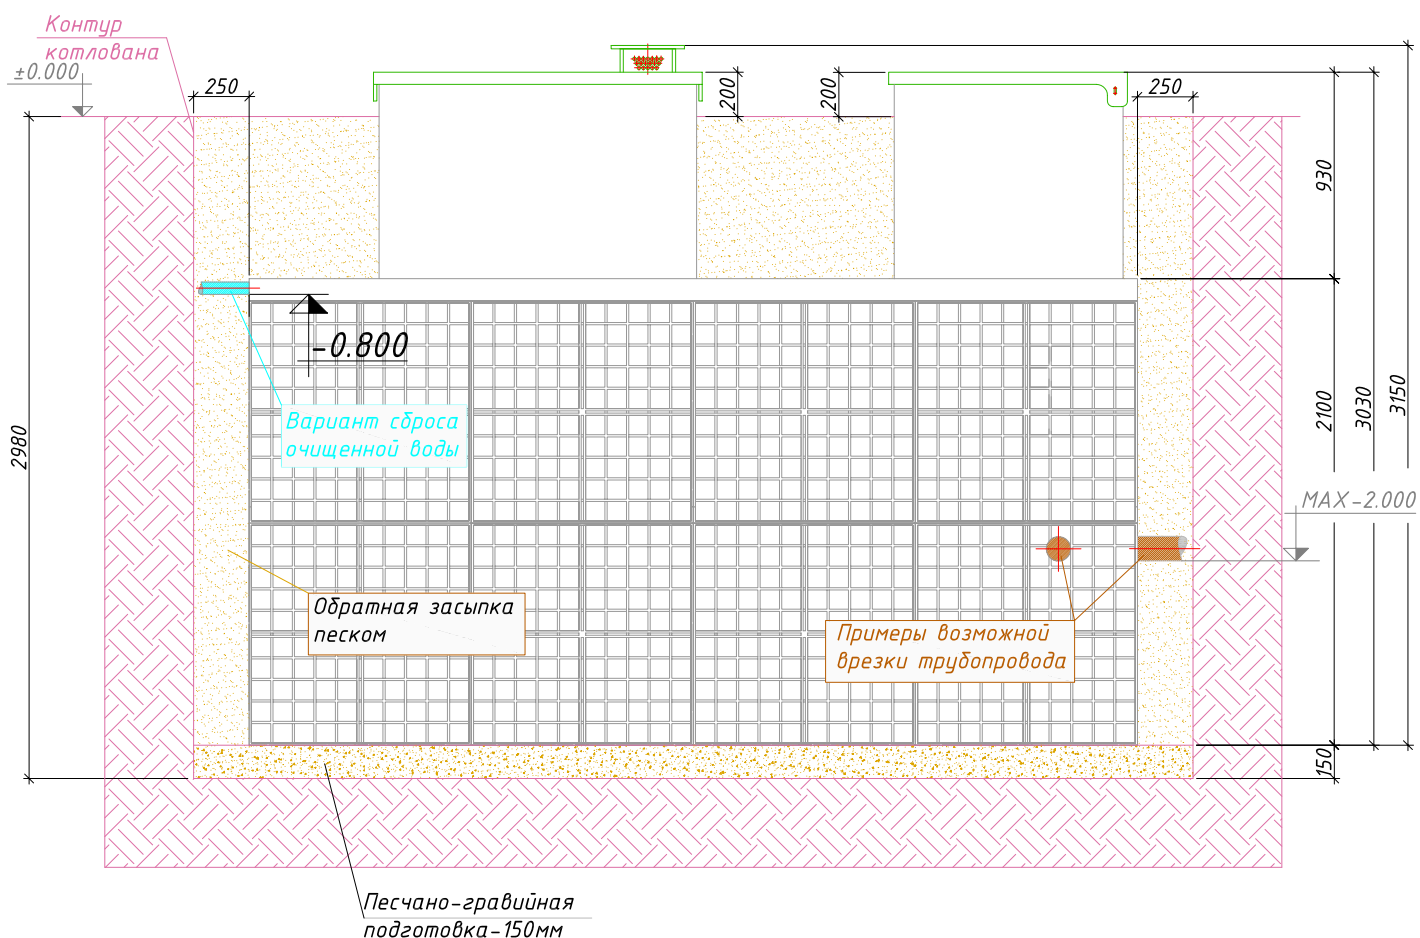 Контур
котлована
±0.000
250
200
200
250
930
2100
3030
3150
2980
-0.800
Вариант сброса
очищенной воды
MAX-2.000
Обратная засыпка
песком
Примеры возможной
врезки трубопровода
150
Песчано-гравийная
подготовка-150мм